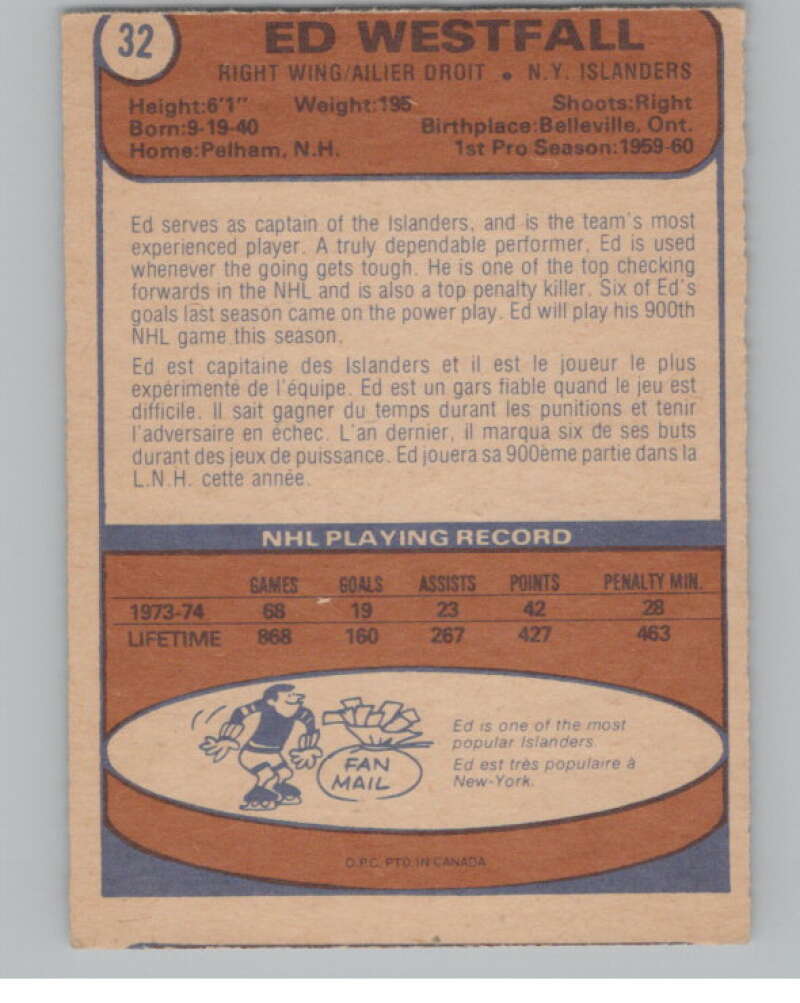 32
ED WESTFALL
RIGHT WING/AILIER DROIT • N.Y. ISLANDERS
Height:6'1" Weight:195 Shoots:Right
Born:9-19-40 Birthplace:Belleville, Ont.
Home:Pelham, N.H. 1st Pro Season:1959-60
Ed serves as captain of the Islanders, and is the team's most
experienced player. A truly dependable performer, Ed is used
whenever the going gets tough. He is one of the top checking
forwards in the NHL and is also a top penalty killer. Six of Ed's
goals last season came on the power play. Ed will play his 900th
NHL game this season.
Ed est capitaine des Islanders et il est le joueur le plus
expérimenté de l'équipe. Ed est un gars fiable quand le jeu est
difficile. Il sait gagner du temps durant les punitions et tenir
l'adversaire en échec. L'an dernier, il marqua six de ses buts
durant des jeux de puissance. Ed jouera sa 900ème partie dans la
L.N.H. cette année.
NHL PLAYING RECORD
GAMES GOALS ASSISTS POINTS PENALTY MIN.
1973-74 68 19 23 42 28
LIFETIME 868 160 267 427 463
FAN
MAIL
Ed is one of the most
popular Islanders.
Ed est très populaire à
New-York.
O.P.C. PTD. IN CANADA